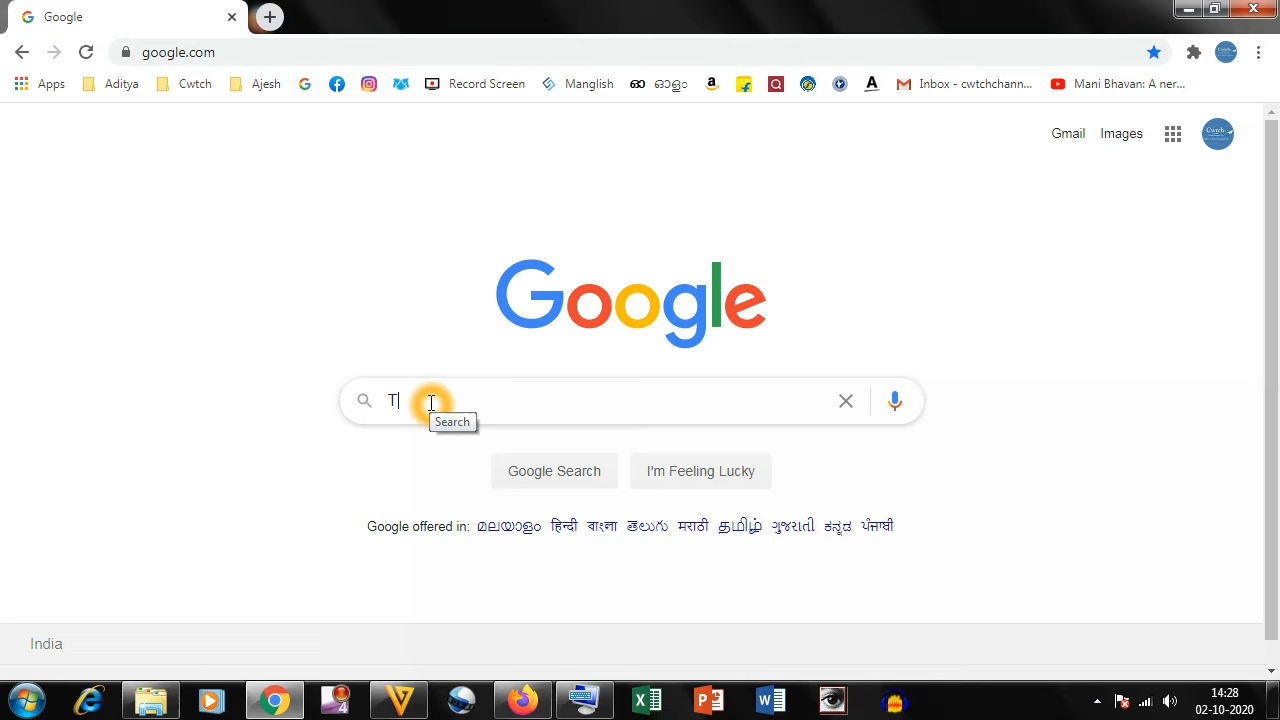 Google
google.com
Apps Aditya Cwtch Ajesh Record Screen Manglish ഓളം Inbox - cwtchchann... Mani Bhavan: A ner...
Gmail Images
Google
T
Search
Google Search I'm Feeling Lucky
Google offered in: മലയാളം हिन्दी বাংলা తెలుగు मराठी தமிழ் ગુજરાતી ಕನ್ನಡ ਪੰਜਾਬੀ
India
14:28
02-10-2020